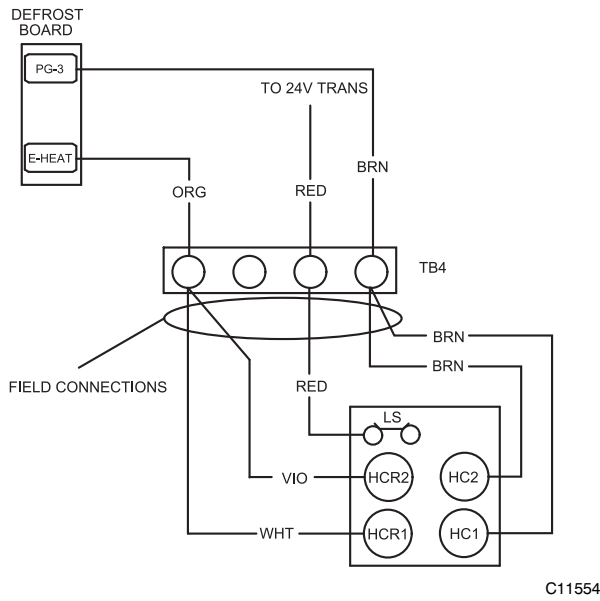 DEFROST
BOARD
PG-3
TO 24V TRANS
E-HEAT
BRN
ORG
RED
TB4
BRN
BRN
FIELD CONNECTIONS
RED
LS
VIO
HCR2
HC2
WHT
HCR1
HC1
C11554